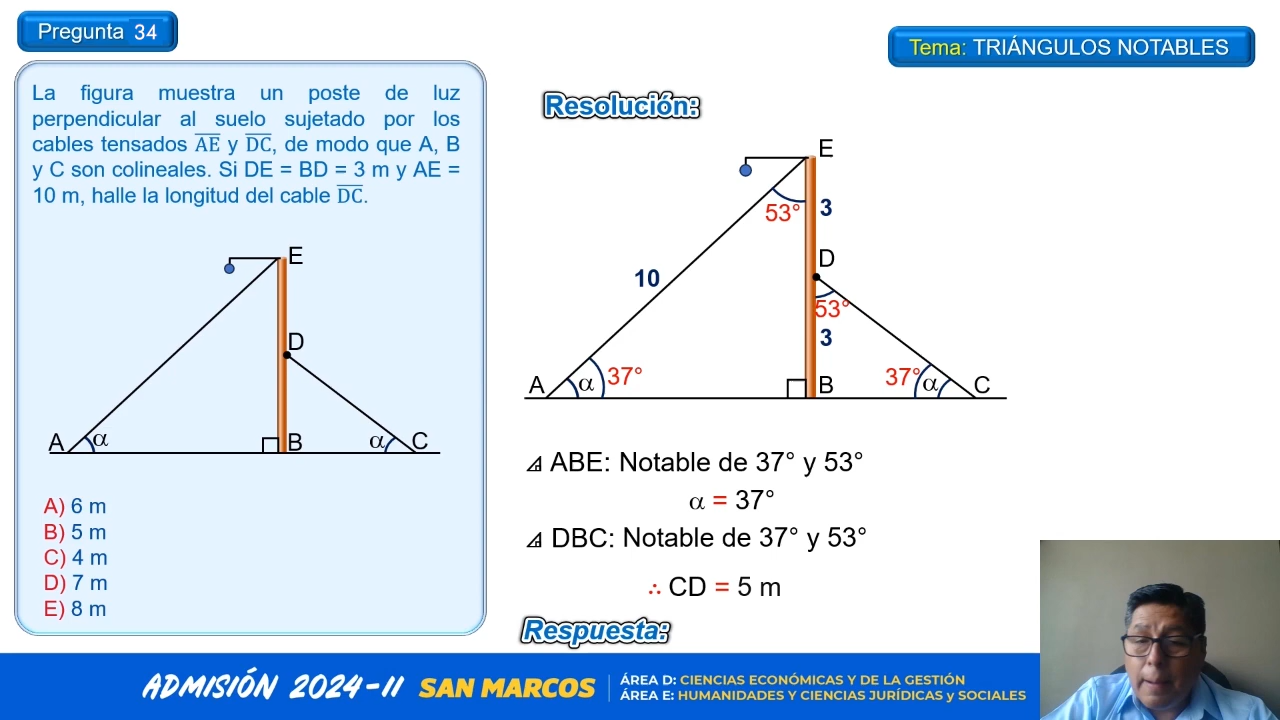 Pregunta 34
Tema: TRIÁNGULOS NOTABLES
La figura muestra un poste de luz
perpendicular al suelo sujetado por los
cables tensados AE y DC, de modo que A, B
y C son colineales. Si DE = BD = 3 m y AE =
10 m, halle la longitud del cable DC.
E
D
A α B α C
A) 6 m
B) 5 m
C) 4 m
D) 7 m
E) 8 m
Resolución:
E
53° 3
D
10
53°
3
A α 37° B 37° α C
⊿ ABE: Notable de 37° y 53°
α = 37°
⊿ DBC: Notable de 37° y 53°
∴ CD = 5 m
Respuesta:
ADMISIÓN 2024-II SAN MARCOS
ÁREA D: CIENCIAS ECONÓMICAS Y DE LA GESTIÓN
ÁREA E: HUMANIDADES Y CIENCIAS JURÍDICAS y SOCIALES